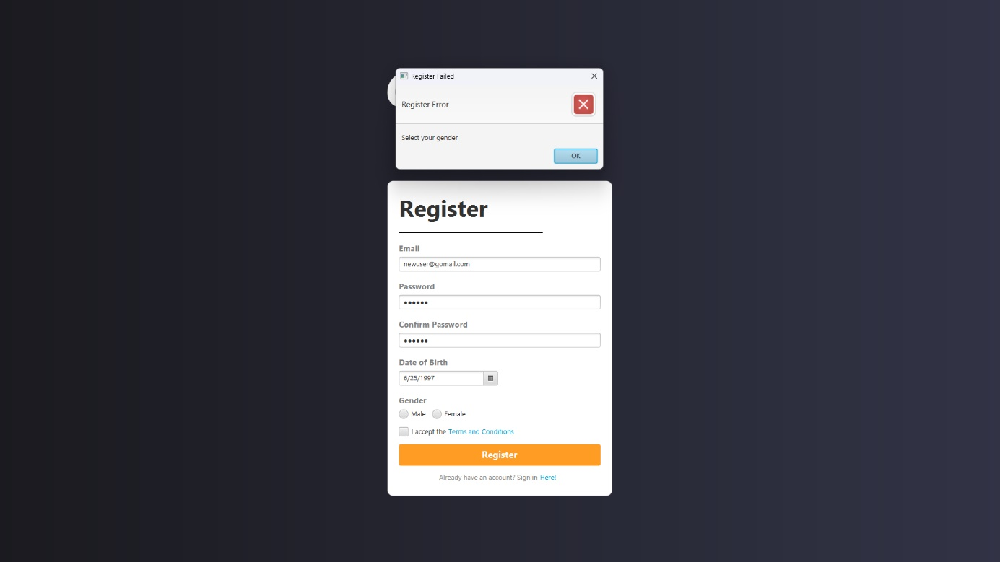 Register Failed
Register Error
Select your gender
OK
Register
Email
newuser@gomail.com
Password
●●●●●●
Confirm Password
●●●●●●
Date of Birth
6/25/1997
Gender
Male Female
I accept the Terms and Conditions
Register
Already have an account? Sign in Here!